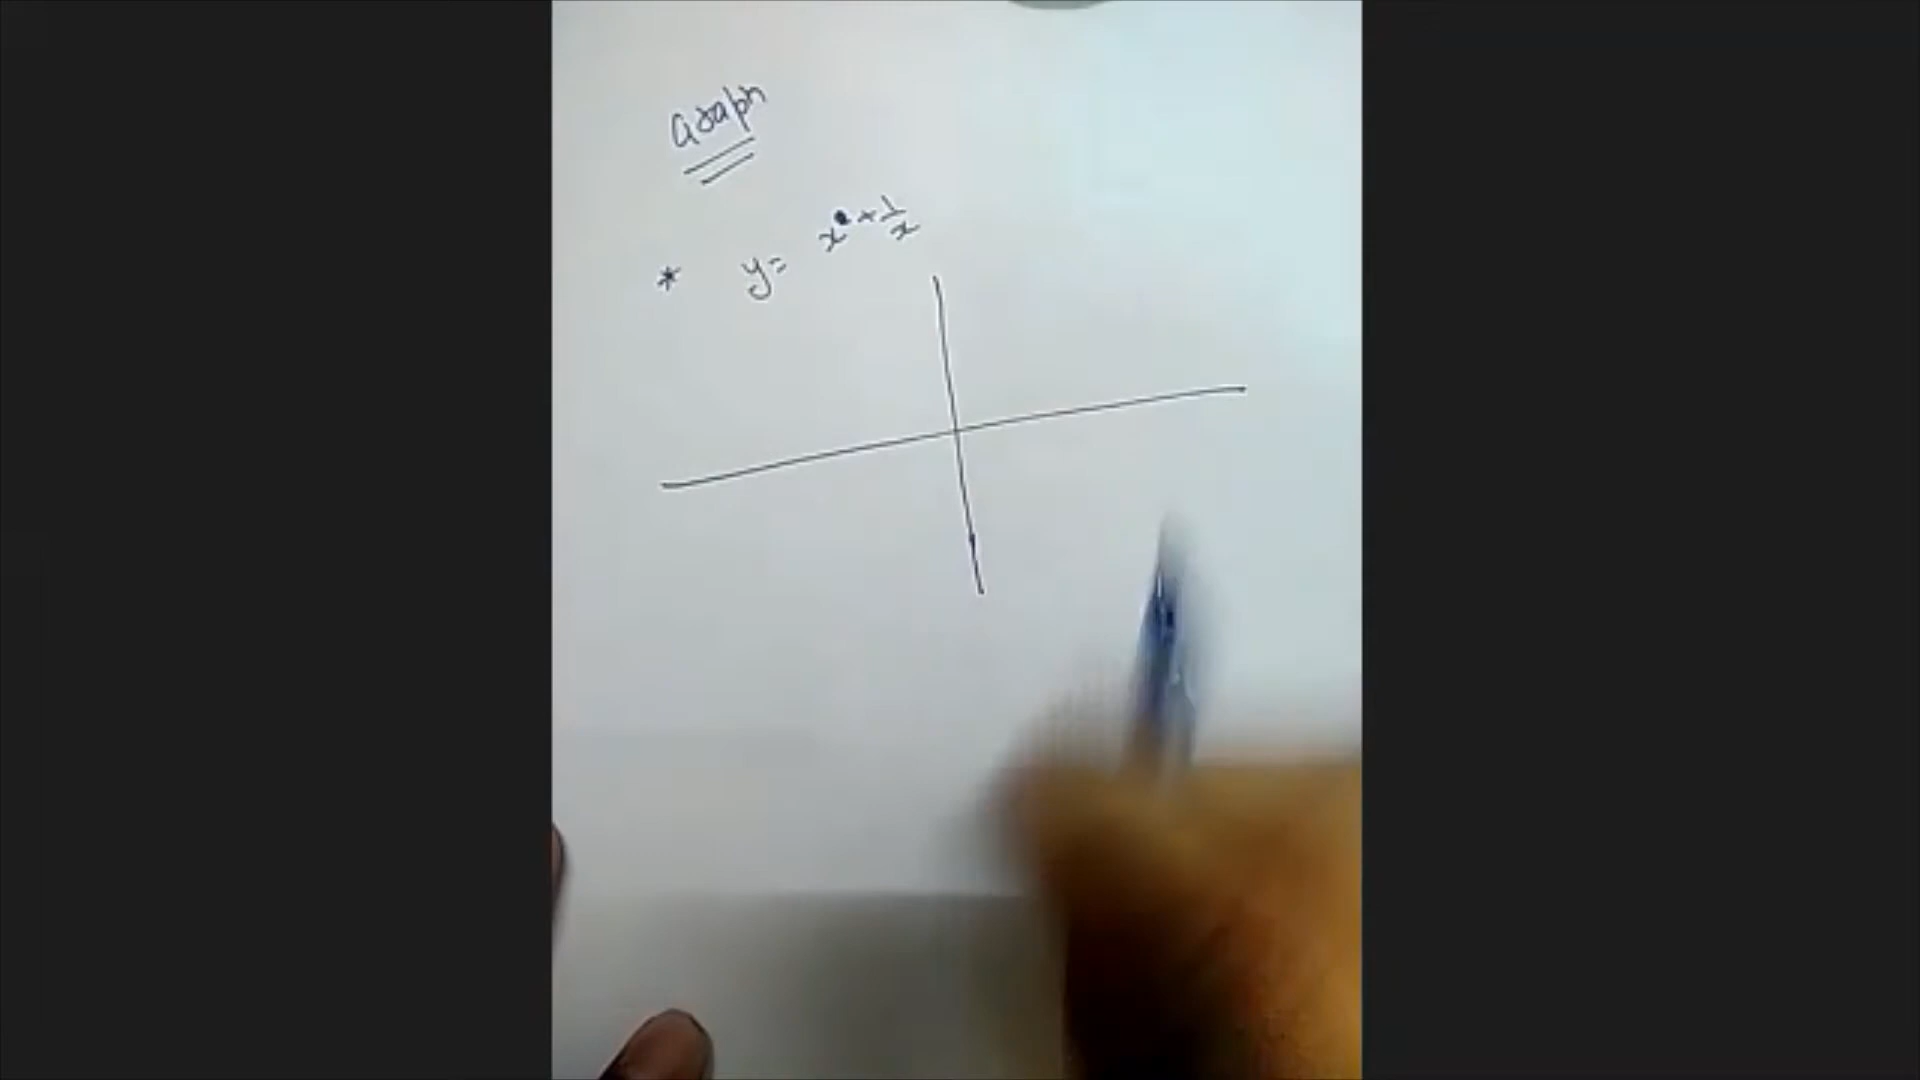 Graph
* y= x + 1/x